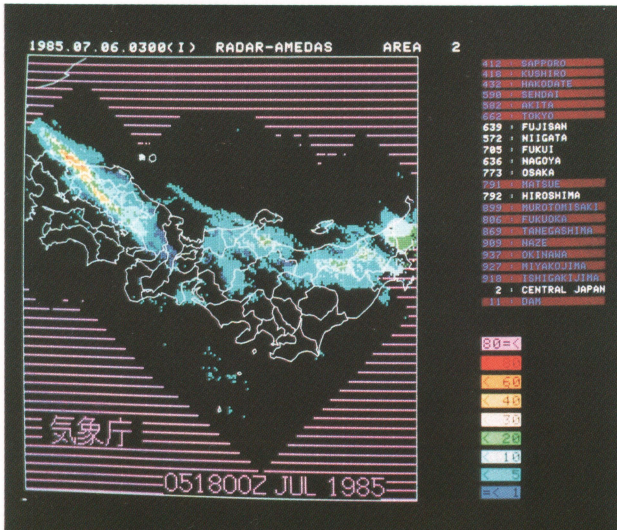 1985.07.06.0300(I) RADAR-AMEDAS AREA 2
412 : SAPPORO
418 : KUSHIRO
432 : HAKODATE
590 : SENDAI
582 : AKITA
662 : TOKYO
639 : FUJISAN
572 : NIIGATA
705 : FUKUI
636 : NAGOYA
773 : OSAKA
791 : MATSUE
792 : HIROSHIMA
899 : MUROTOMISAKI
806 : FUKUOKA
869 : TANEGASHIMA
909 : NAZE
937 : OKINAWA
927 : MIYAKOJIMA
918 : ISHIGAKIJIMA
2 : CENTRAL JAPAN
11 : DAM
80=<
< 80
< 60
< 40
< 30
< 20
< 10
< 5
=< 1
気象庁
051800Z JUL 1985